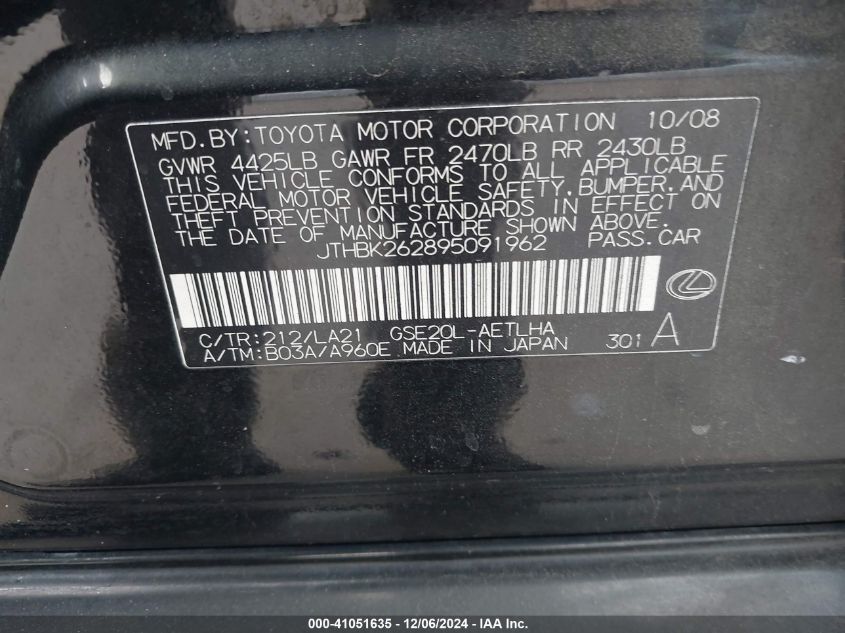 MFD.BY:TOYOTA MOTOR CORPORATION 10/08
GVWR 4425LB GAWR FR 2470LB RR 2430LB
THIS VEHICLE CONFORMS TO ALL APPLICABLE
FEDERAL MOTOR VEHICLE SAFETY,BUMPER,AND
THEFT PREVENTION STANDARDS IN EFFECT ON
THE DATE OF MANUFACTURE SHOWN ABOVE.
JTHBK262895091962 PASS.CAR
C/TR:212/LA21 GSE20L-AETLHA
A/TM:B03A/A960E MADE IN JAPAN 301 A
000-41051635 - 12/06/2024 - IAA Inc.